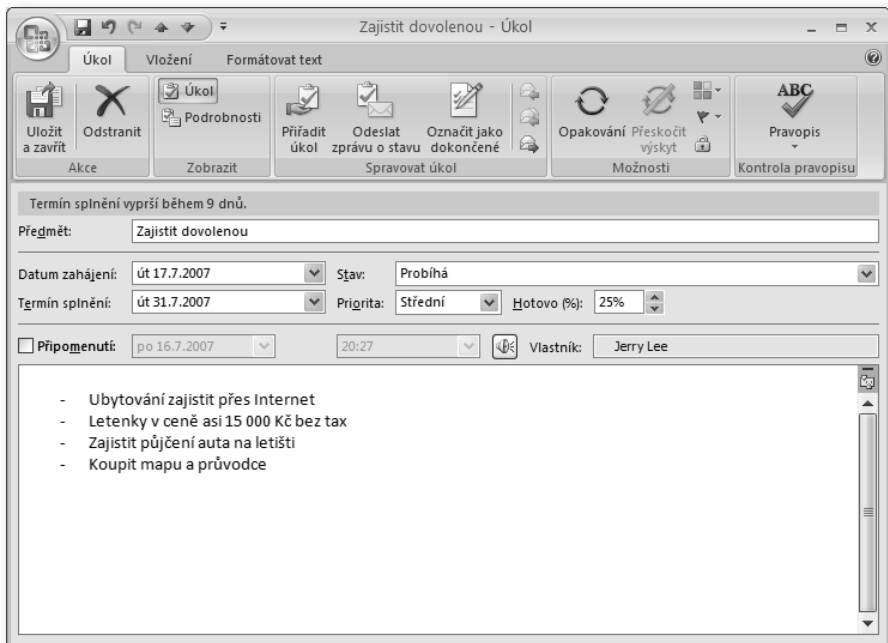 Zajistit dovolenou - Úkol
Úkol Vložení Formátovat text
Uložit a zavřít
Odstranit
Akce
Úkol
Podrobnosti
Zobrazit
Přiřadit úkol
Odeslat zprávu o stavu
Označit jako dokončené
Spravovat úkol
Opakování
Přeskočit výskyt
Možnosti
ABC
Pravopis
Kontrola pravopisu
Termín splnění vyprší během 9 dnů.
Předmět: Zajistit dovolenou
Datum zahájení: út 17.7.2007 Stav: Probíhá
Termín splnění: út 31.7.2007 Priorita: Střední Hotovo (%): 25%
Připomenutí: po 16.7.2007 20:27 Vlastník: Jerry Lee
- Ubytování zajistit přes Internet
- Letenky v ceně asi 15 000 Kč bez tax
- Zajistit půjčení auta na letišti
- Koupit mapu a průvodce